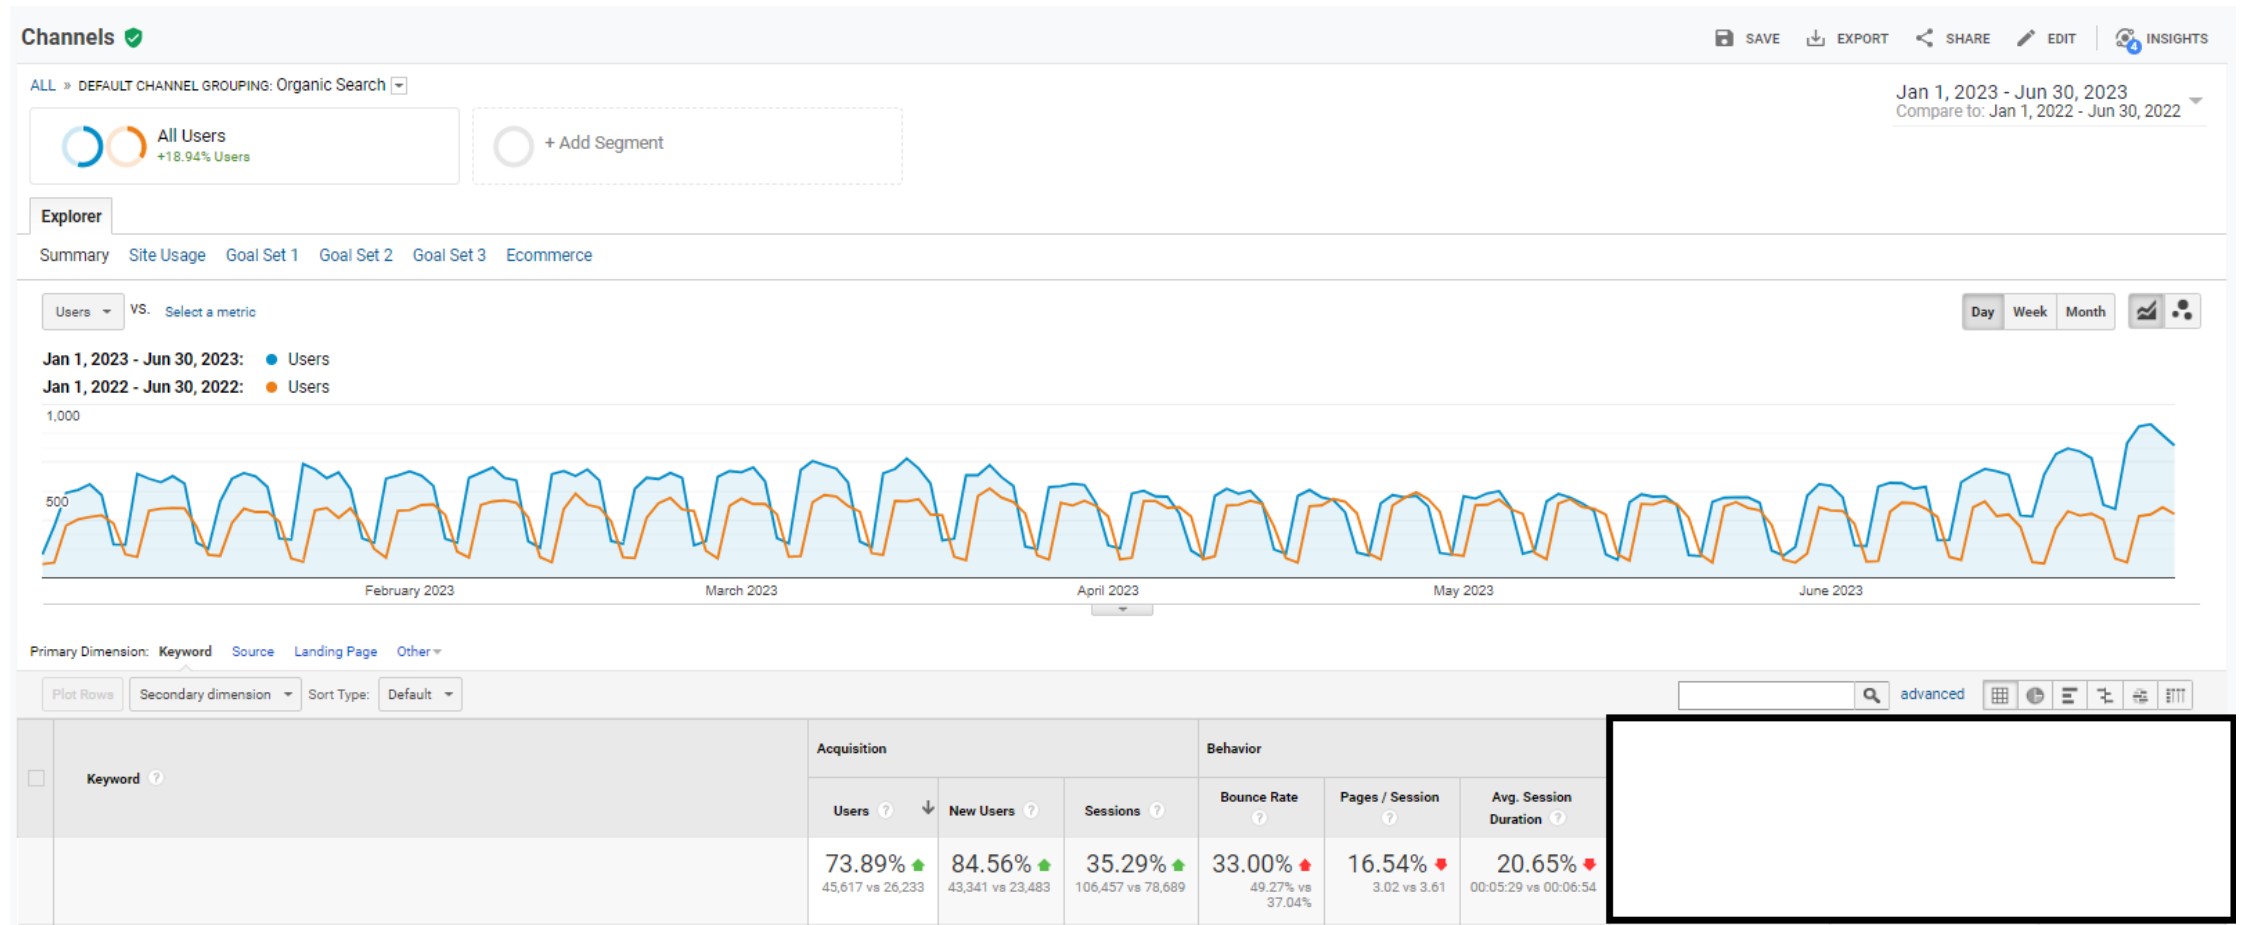 Channels
SAVE EXPORT SHARE EDIT 4 INSIGHTS
ALL » DEFAULT CHANNEL GROUPING: Organic Search
Jan 1, 2023 - Jun 30, 2023
Compare to: Jan 1, 2022 - Jun 30, 2022
All Users
+18.94% Users
+ Add Segment
Explorer
Summary Site Usage Goal Set 1 Goal Set 2 Goal Set 3 Ecommerce
Users VS. Select a metric
Day Week Month
Jan 1, 2023 - Jun 30, 2023: Users
Jan 1, 2022 - Jun 30, 2022: Users
1,000
500
February 2023 March 2023 April 2023 May 2023 June 2023
Primary Dimension: Keyword Source Landing Page Other
Plot Rows Secondary dimension Sort Type: Default advanced
Acquisition Behavior
Keyword ?
Users ? New Users ? Sessions ? Bounce Rate ? Pages / Session ? Avg. Session Duration ?
73.89% 84.56% 35.29% 33.00% 16.54% 20.65%
45,617 vs 26,233 43,341 vs 23,483 106,457 vs 78,689 49.27% vs 37.04% 3.02 vs 3.61 00:05:29 vs 00:06:54